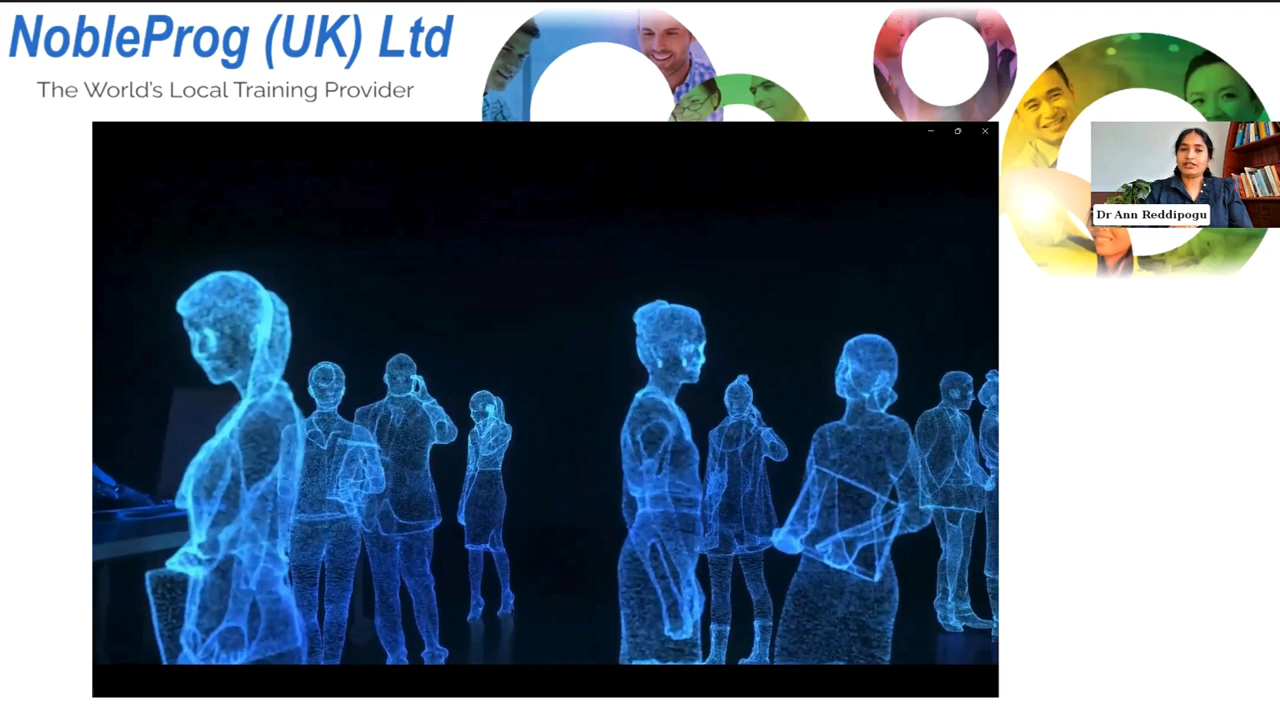 NobleProg (UK) Ltd
The World's Local Training Provider
Dr Ann Reddipogu